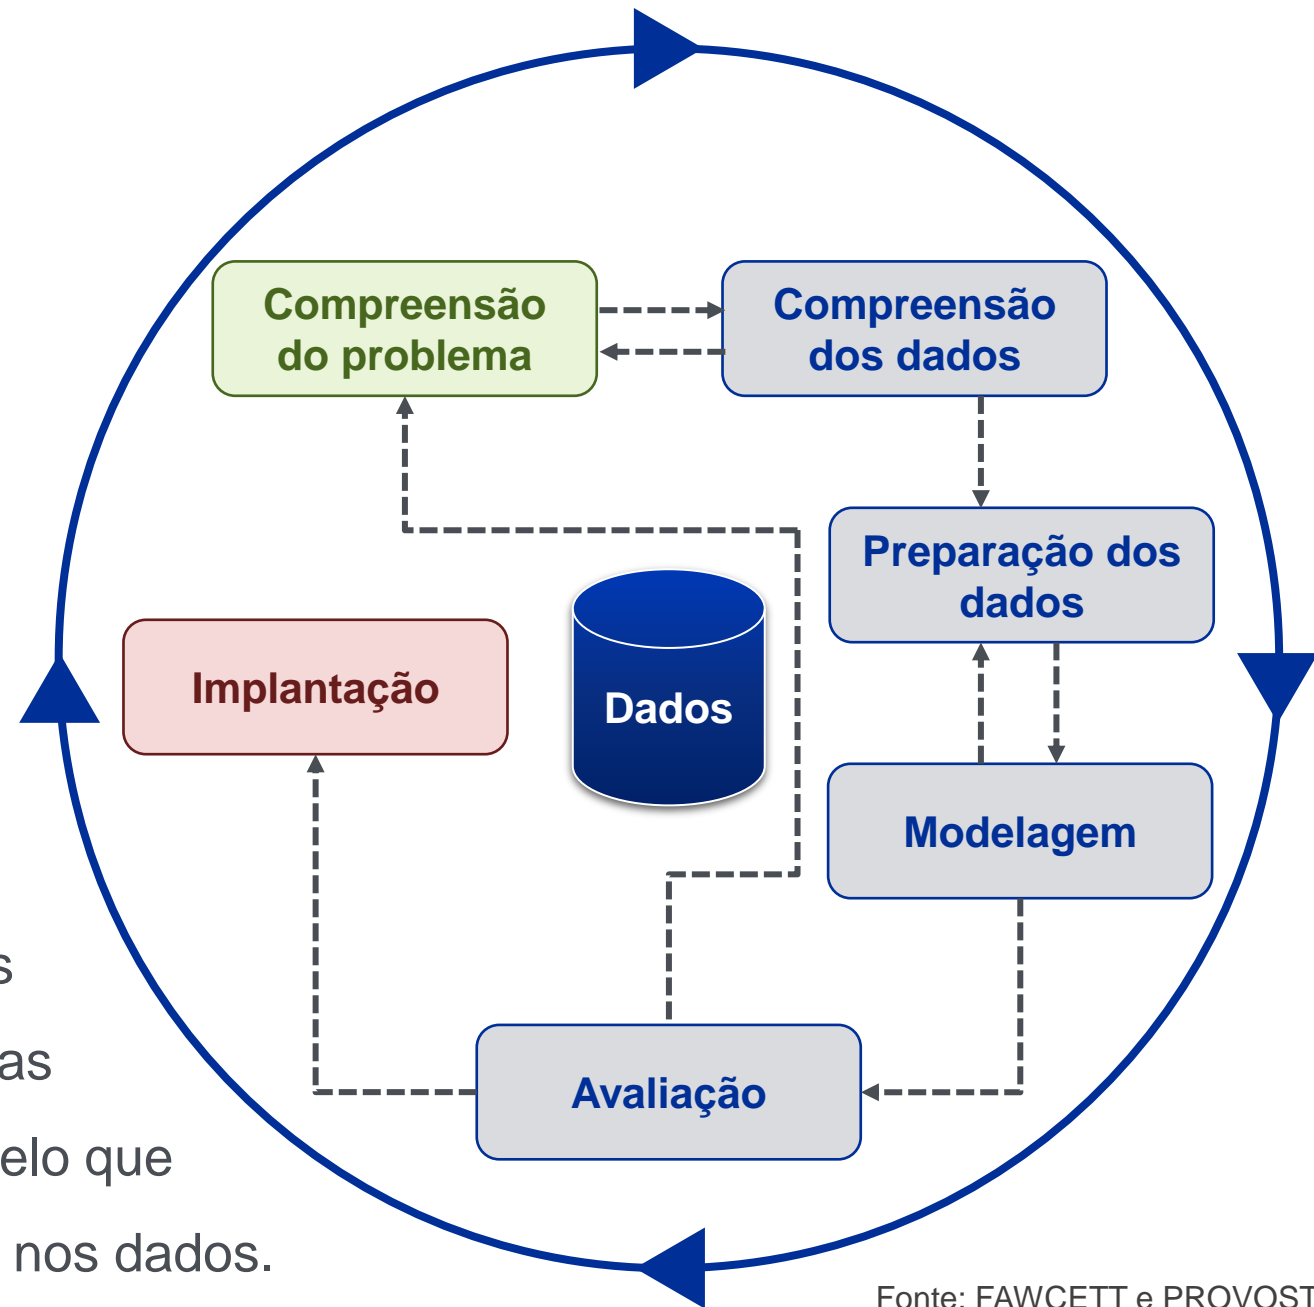 Compreensão
do problema
Compreensão
dos dados
Preparação dos
dados
Implantação
Dados
Modelagem
Avaliação
s
as
elo que
nos dados.
Fonte: FAWCETT e PROVOST